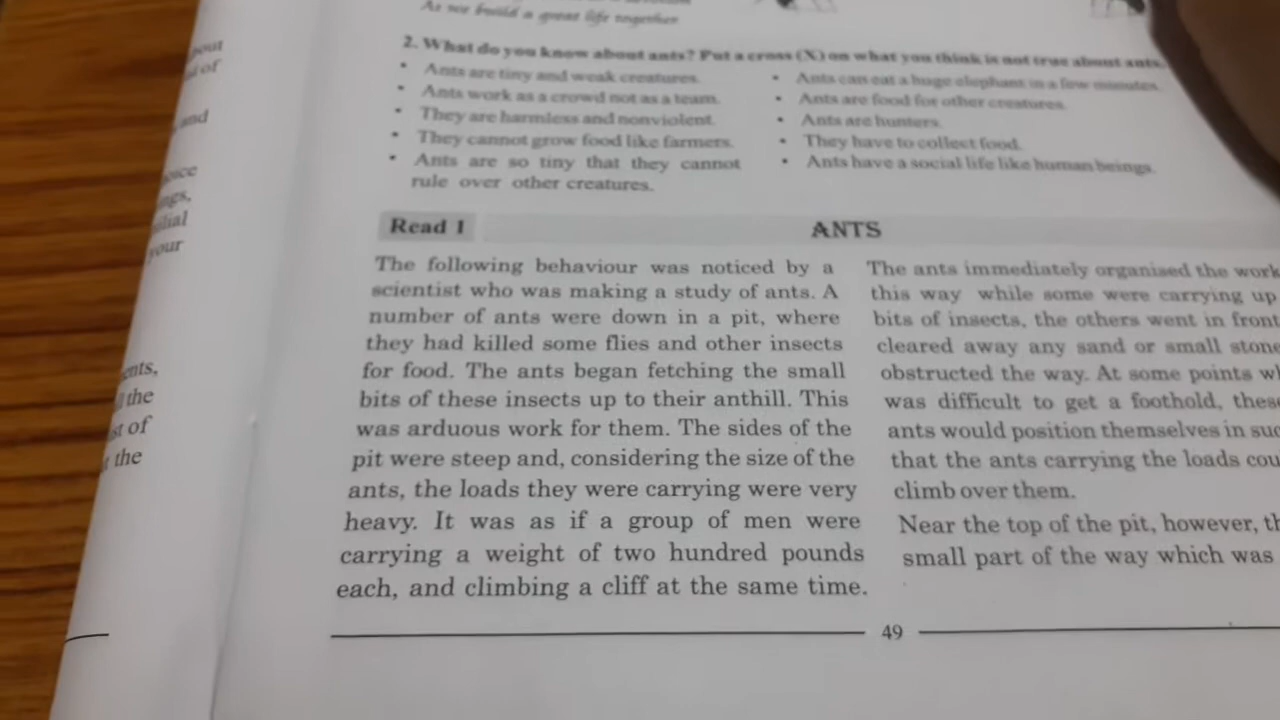 As we build a great life together
2. What do you know about ants? Put a cross (X) on what you think is not true about ants.
• Ants are tiny and weak creatures.
• Ants work as a crowd not as a team.
• They are harmless and nonviolent.
• They cannot grow food like farmers.
• Ants are so tiny that they cannot
rule over other creatures.
• Ants can eat a huge elephant in a few minutes.
• Ants are food for other creatures.
• Ants are hunters.
• They have to collect food.
• Ants have a social life like human beings.
Read 1
ANTS
The following behaviour was noticed by a
scientist who was making a study of ants. A
number of ants were down in a pit, where
they had killed some flies and other insects
for food. The ants began fetching the small
bits of these insects up to their anthill. This
was arduous work for them. The sides of the
pit were steep and, considering the size of the
ants, the loads they were carrying were very
heavy. It was as if a group of men were
carrying a weight of two hundred pounds
each, and climbing a cliff at the same time.
The ants immediately organised the work
this way while some were carrying up
bits of insects, the others went in front
cleared away any sand or small stone
obstructed the way. At some points
was difficult to get a foothold,
ants would position themselves in
that the ants carrying the loads
climb over them.
Near the top of the pit, however,
small part of the way which was
49
and
your
the
of
the